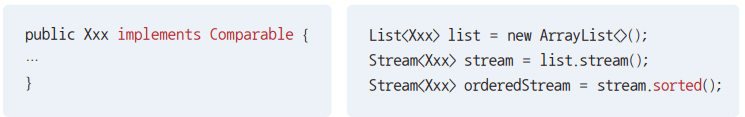 public Xxx implements Comparable {
…
}
List<Xxx> list = new ArrayList<>();
Stream<Xxx> stream = list.stream();
Stream<Xxx> orderedStream = stream.sorted();